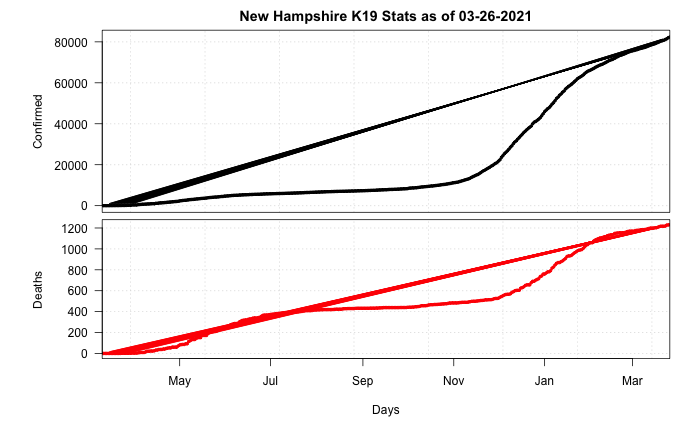 New Hampshire K19 Stats as of 03-26-2021
80000
60000
40000
20000
0
Confirmed
1200
1000
800
600
400
200
0
Deaths
May Jul Sep Nov Jan Mar
Days